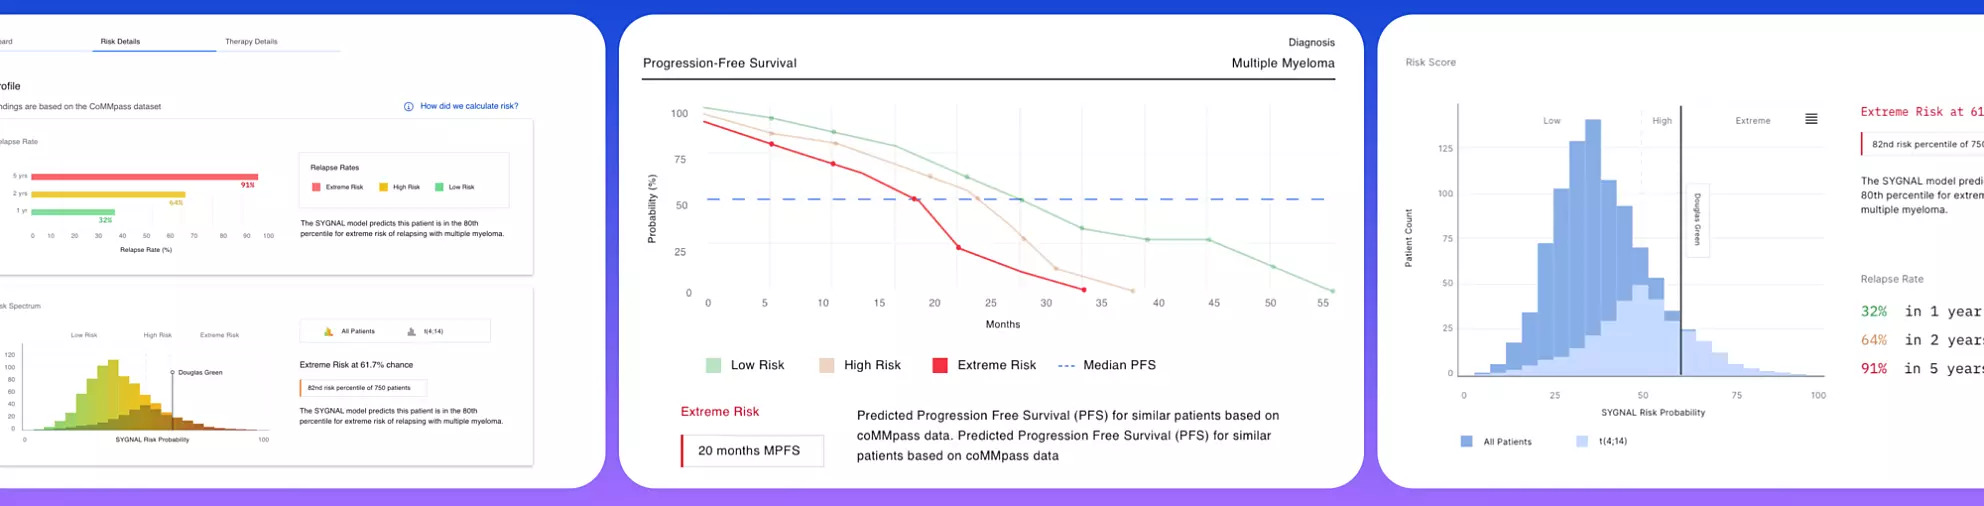 ard
Risk Details
Therapy Details
rofile
ndings are based on the CoMMpass dataset
How did we calculate risk?
elapse Rate
5 yrs
91%
2 yrs
64%
1 yr
32%
0 10 20 30 40 50 60 70 80 90 100
Relapse Rate (%)
Relapse Rates
Extreme Risk
High Risk
Low Risk
The SYGNAL model predicts this patient is in the 80th
percentile for extreme risk of relapsing with multiple myeloma.
sk Spectrum
Low Risk
High Risk
Extreme Risk
120
100
80
60
40
20
0
Douglas Green
0
100
SYGNAL Risk Probability
All Patients
t(4;14)
Extreme Risk at 61.7% chance
82nd risk percentile of 750 patients
The SYGNAL model predicts this patient is in the 80th
percentile for extreme risk of relapsing with multiple myeloma.
Diagnosis
Progression-Free Survival
Multiple Myeloma
100
75
50
25
0
Probability (%)
0 5 10 15 20 25 30 35 40 45 50 55
Months
Low Risk
High Risk
Extreme Risk
Median PFS
Extreme Risk
20 months MPFS
Predicted Progression Free Survival (PFS) for similar patients based on
coMMpass data. Predicted Progression Free Survival (PFS) for similar
patients based on coMMpass data
Risk Score
Low
High
Extreme
125
100
75
50
25
0
Patient Count
Douglas Green
0 25 50 75 100
SYGNAL Risk Probability
All Patients
t(4;14)
Extreme Risk at 61
82nd risk percentile of 750
The SYGNAL model predic
80th percentile for extrem
multiple myeloma.
Relapse Rate
32% in 1 year
64% in 2 years
91% in 5 years